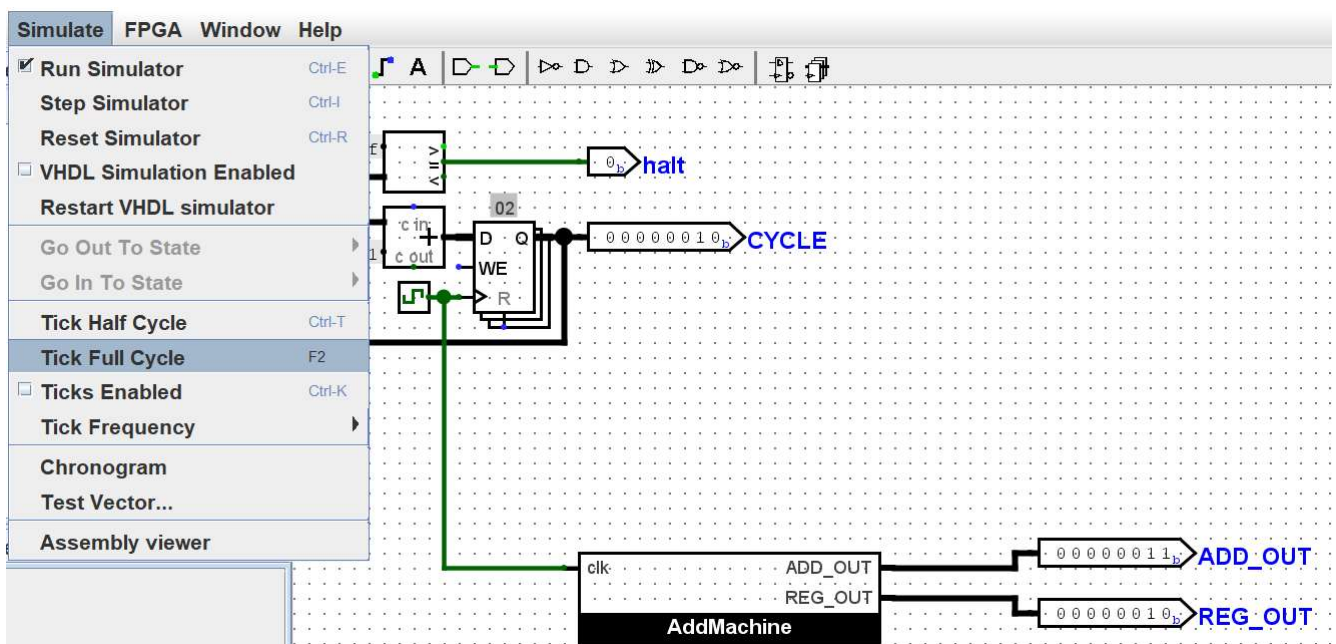 Simulate FPGA Window Help
Run Simulator Ctrl-E
Step Simulator Ctrl-I
Reset Simulator Ctrl-R
VHDL Simulation Enabled
Restart VHDL simulator
Go Out To State
Go In To State
Tick Half Cycle Ctrl-T
Tick Full Cycle F2
Ticks Enabled Ctrl-K
Tick Frequency
Chronogram
Test Vector...
Assembly viewer
A
f
>
=
<
0b halt
02
c in
+
c out
1
D Q
WE
R
00000010b CYCLE
clk ADD_OUT
REG_OUT
AddMachine
00000011b ADD_OUT
00000010b REG_OUT